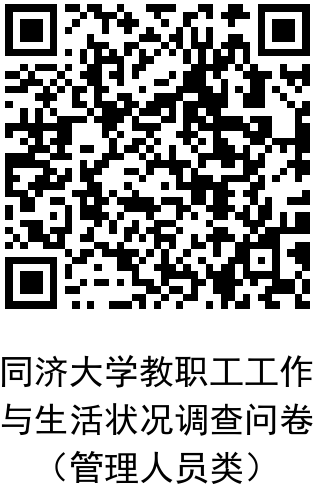 同济大学教职工工作
与生活状况调查问卷
（管理人员类）